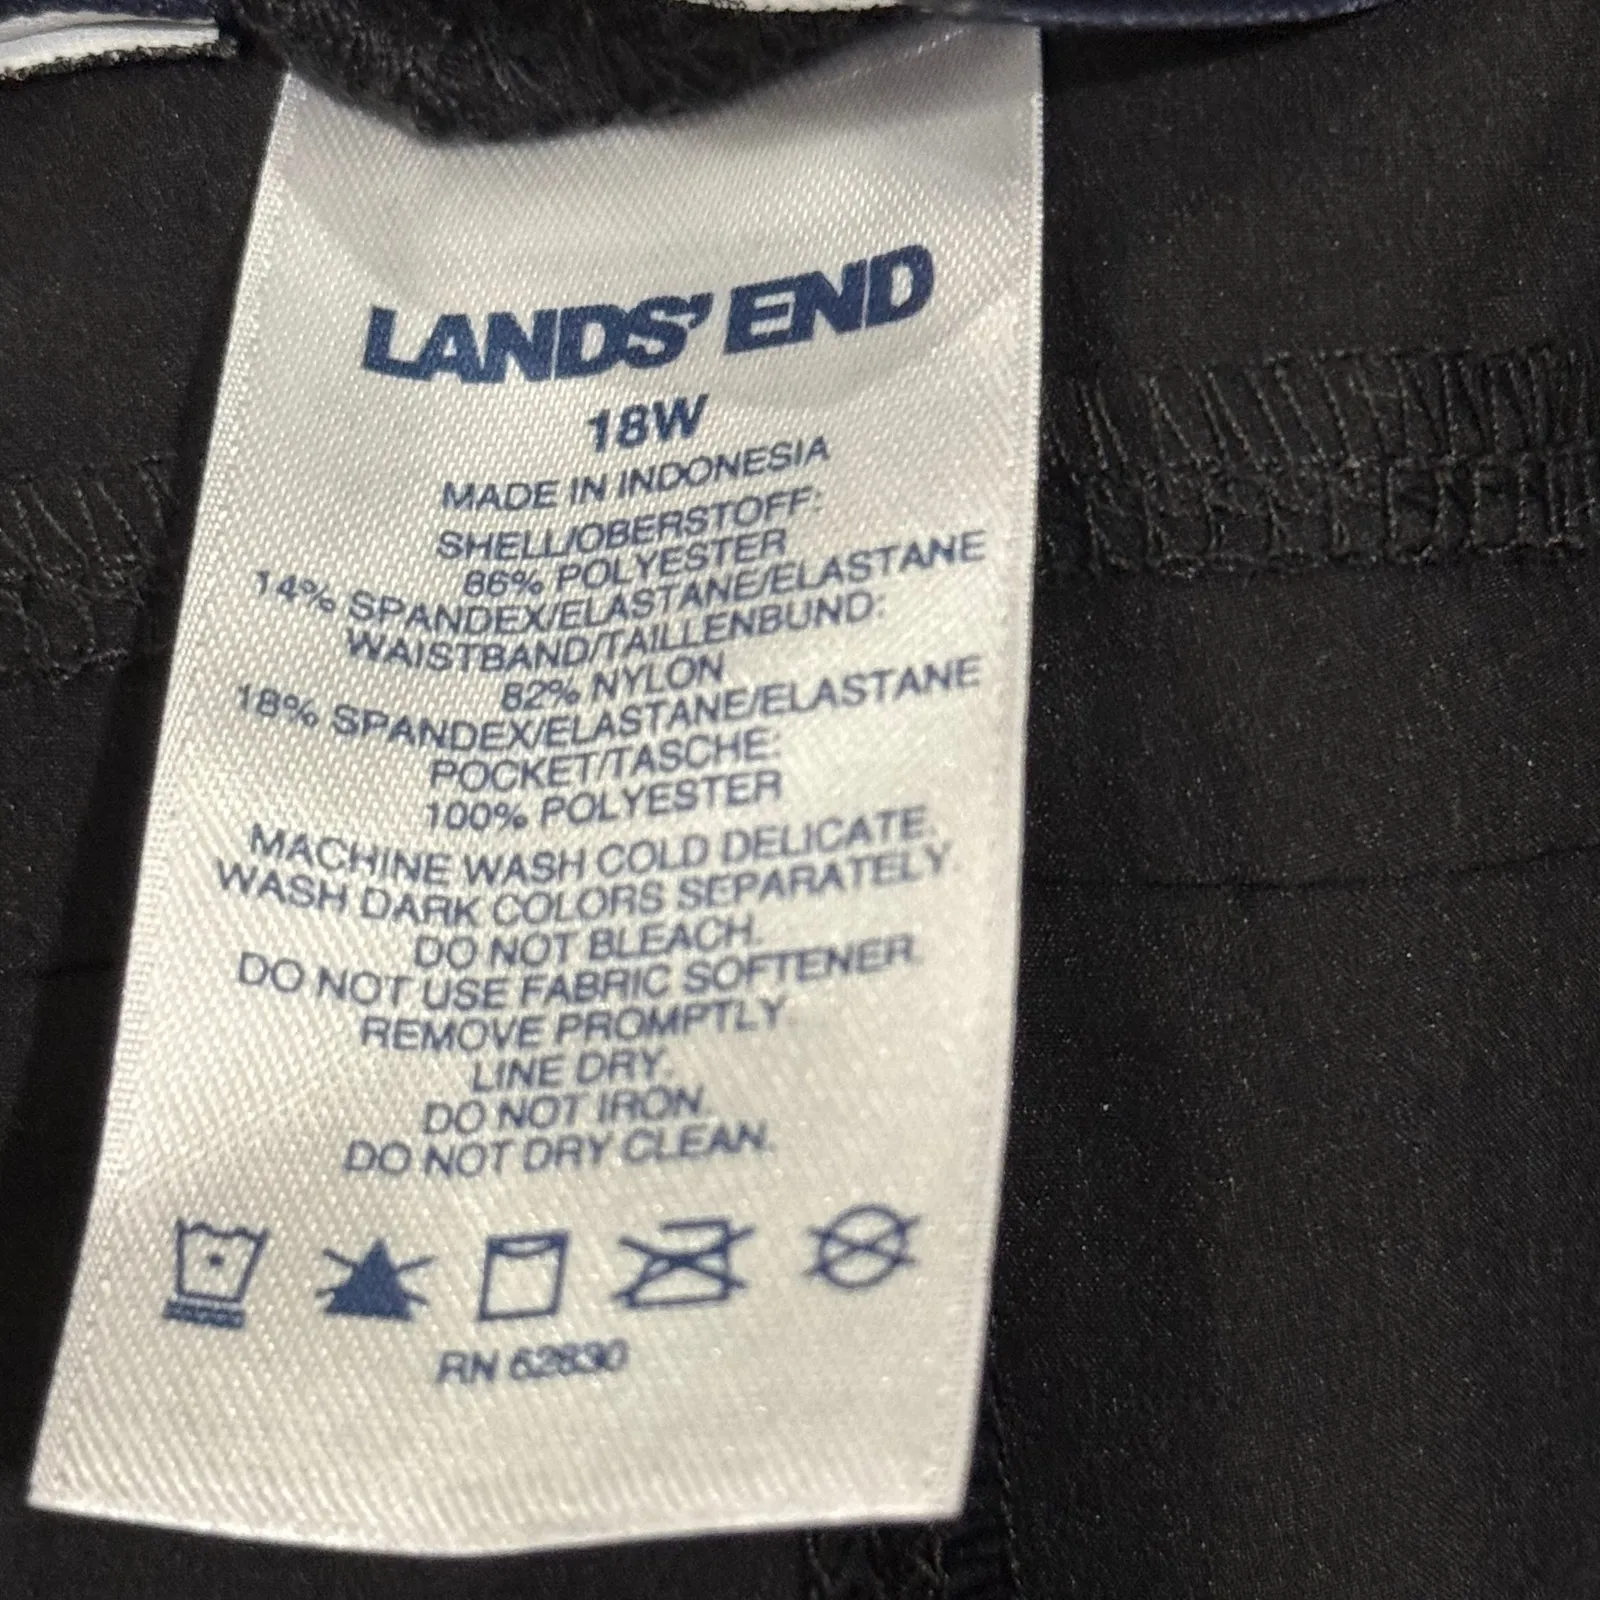 LANDS' END
18W
MADE IN INDONESIA
SHELL/OBERSTOFF:
86% POLYESTER
14% SPANDEX/ELASTANE/ELASTANE
WAISTBAND/TAILLENBUND:
82% NYLON
18% SPANDEX/ELASTANE/ELASTANE
POCKET/TASCHE:
100% POLYESTER
MACHINE WASH COLD DELICATE.
WASH DARK COLORS SEPARATELY.
DO NOT BLEACH.
DO NOT USE FABRIC SOFTENER.
REMOVE PROMPTLY.
LINE DRY.
DO NOT IRON.
DO NOT DRY CLEAN.
RN 62830